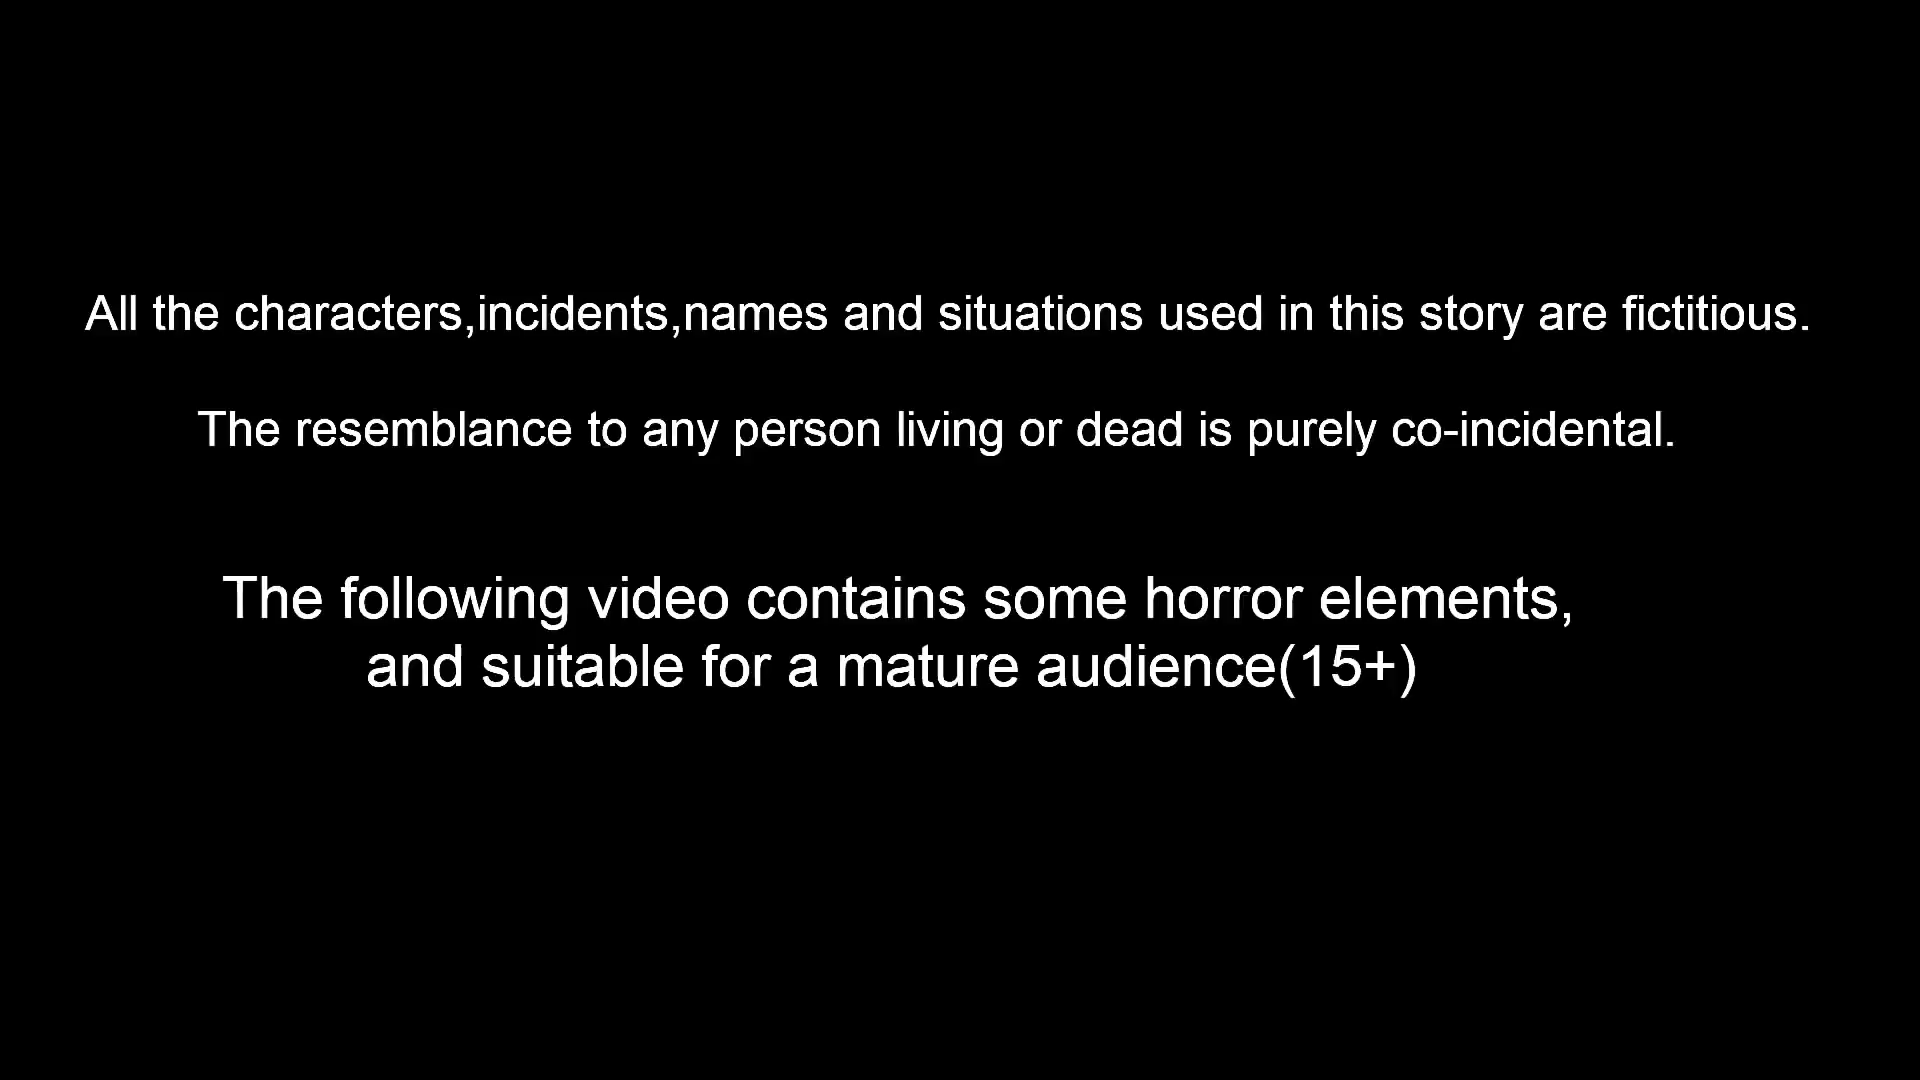 All the characters,incidents,names and situations used in this story are fictitious.
The resemblance to any person living or dead is purely co-incidental.
The following video contains some horror elements,
and suitable for a mature audience(15+)